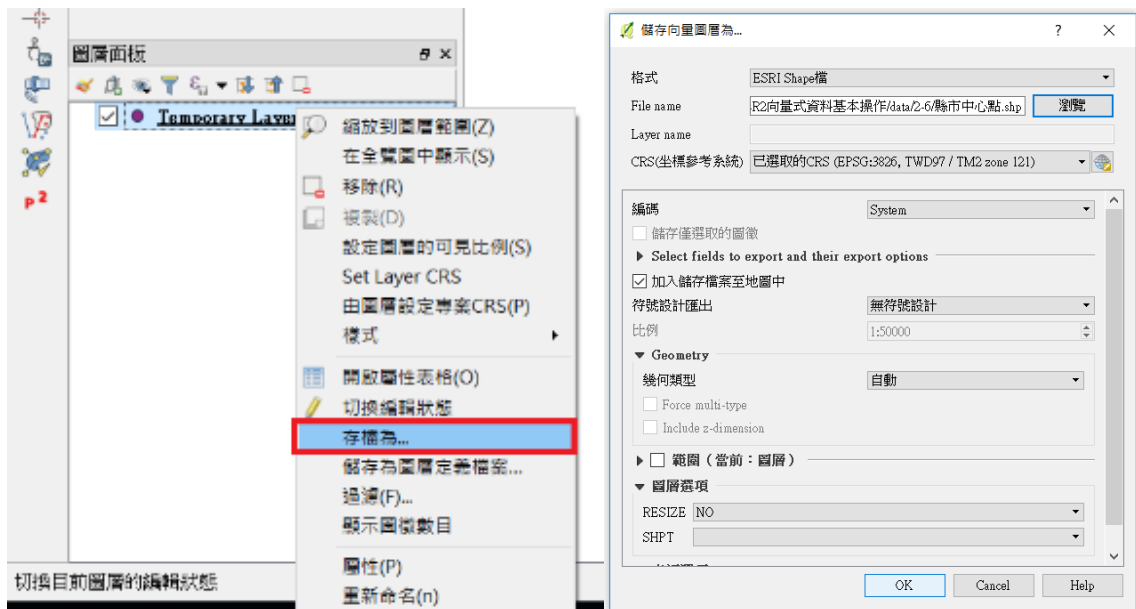 圖層面板
Temporary Layer
縮放到圖層範圍(Z)
在全覽圖中顯示(S)
移除(R)
複製(D)
設定圖層的可見比例(S)
Set Layer CRS
由圖層設定專案CRS(P)
樣式
開啟屬性表格(O)
切換編輯狀態
存檔為...
儲存為圖層定義檔案...
過濾(F)...
顯示圖徵數目
屬性(P)
重新命名(n)
切換目前圖層的編輯狀態
儲存向量圖層為...
格式 ESRI Shape檔
File name R2向量式資料基本操作/data/2-6/縣市中心點.shp 瀏覽
Layer name
CRS(坐標參考系統) 已選取的CRS (EPSG:3826, TWD97 / TM2 zone 121)
編碼 System
儲存僅選取的圖徵
Select fields to export and their export options
加入儲存檔案至地圖中
符號設計匯出 無符號設計
比例 1:50000
Geometry
幾何類型 自動
Force multi-type
Include z-dimension
範圍（當前：圖層）
圖層選項
RESIZE NO
SHPT
OK Cancel Help